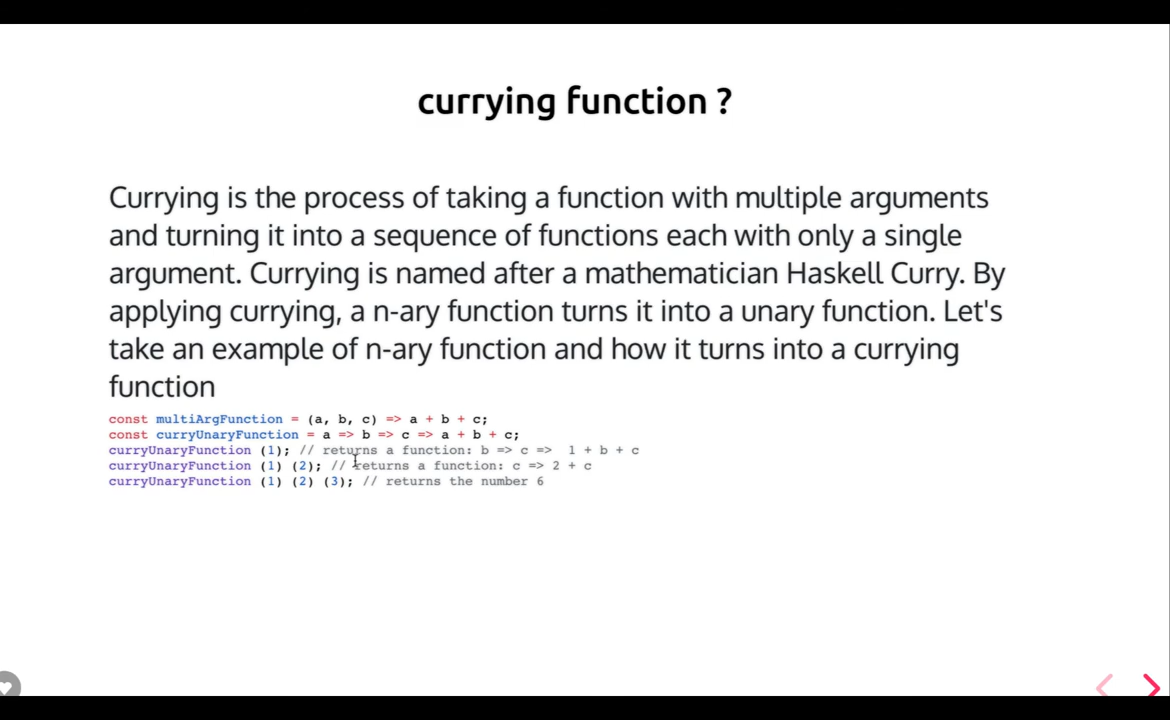 currying function ?
Currying is the process of taking a function with multiple arguments
and turning it into a sequence of functions each with only a single
argument. Currying is named after a mathematician Haskell Curry. By
applying currying, a n-ary function turns it into a unary function. Let's
take an example of n-ary function and how it turns into a currying
function
const multiArgFunction = (a, b, c) => a + b + c;
const curryUnaryFunction = a => b => c => a + b + c;
curryUnaryFunction (1); // returns a function: b => c =>  1 + b + c
curryUnaryFunction (1) (2); // returns a function: c => 2 + c
curryUnaryFunction (1) (2) (3); // returns the number 6